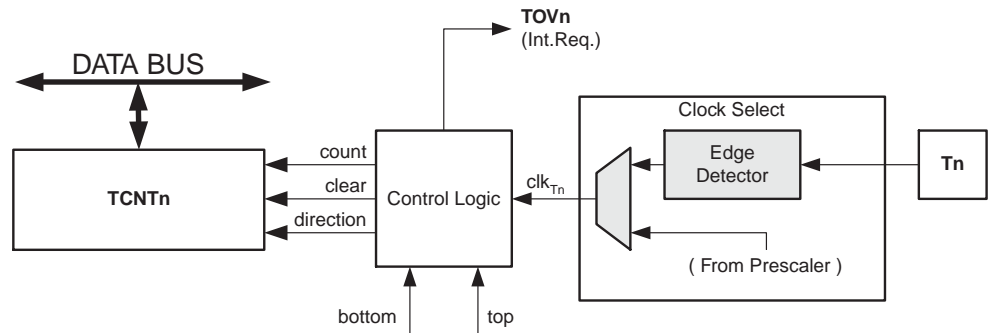 TOVn
(Int.Req.)
DATA BUS
Clock Select
count
Edge
Detector
Tn
TCNTn
clear
Control Logic
clkTn
direction
( From Prescaler )
bottom
top